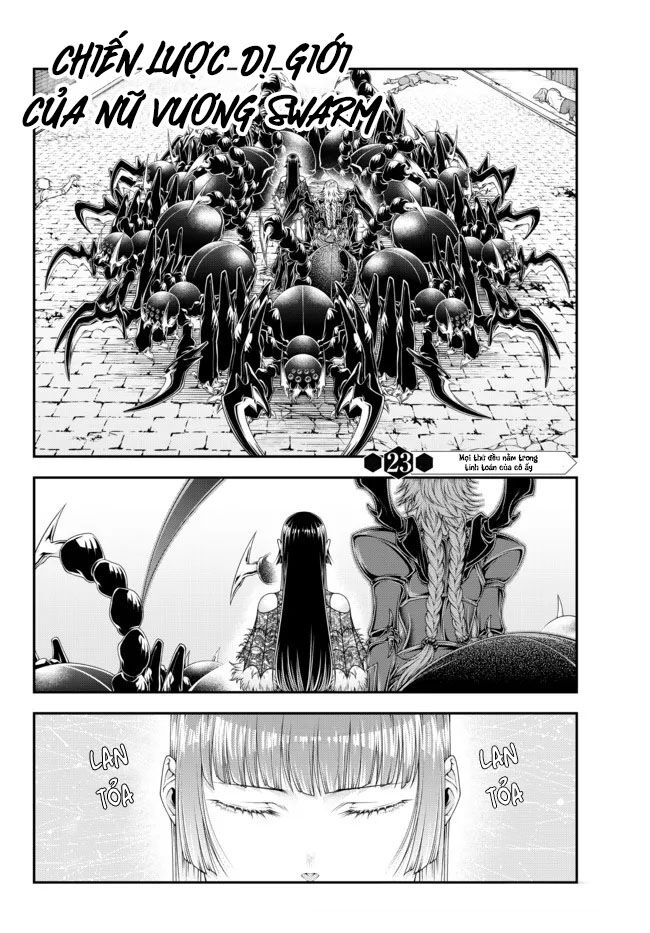 CHIẾN LƯỢC DỊ GIỚI
CỦA NỮ VƯƠNG SWARM
23
Mọi thứ đều nằm trong
tính toán của cô ấy
LAN
TỎA
LAN
TỎA